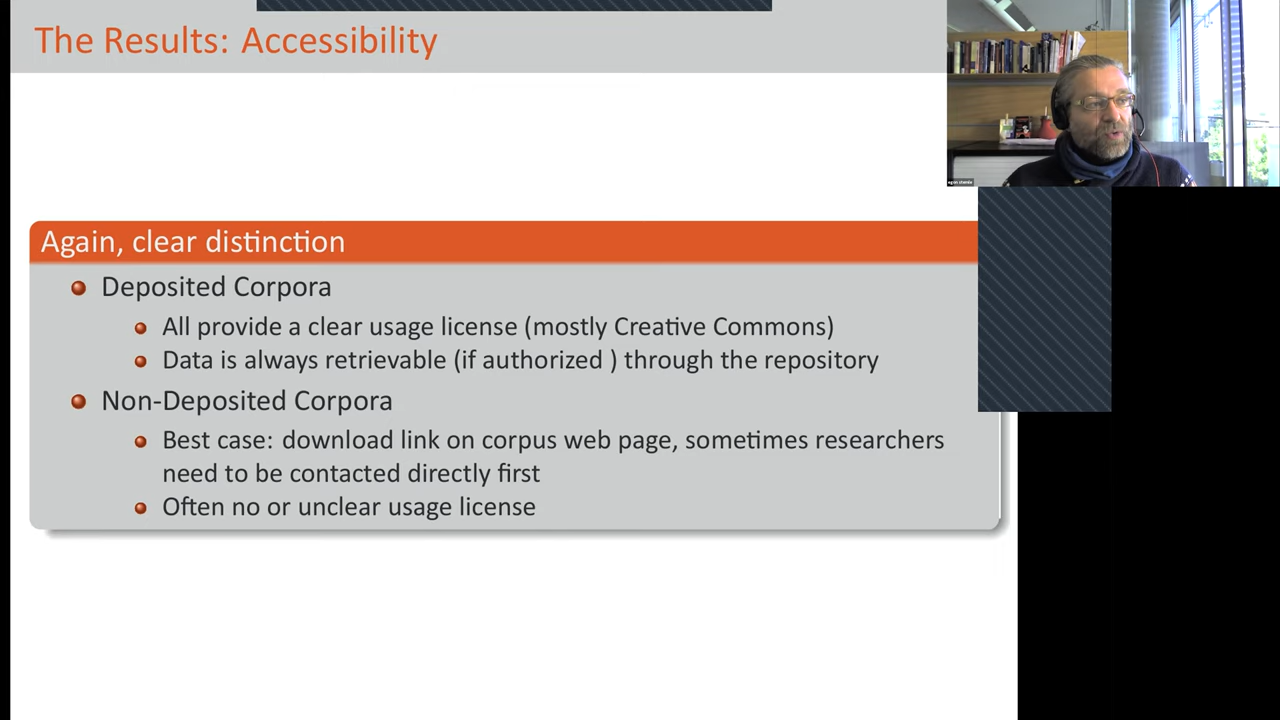 The Results: Accessibility
Again, clear distinction
Deposited Corpora
All provide a clear usage license (mostly Creative Commons)
Data is always retrievable (if authorized ) through the repository
Non-Deposited Corpora
Best case: download link on corpus web page, sometimes researchers
need to be contacted directly first
Often no or unclear usage license